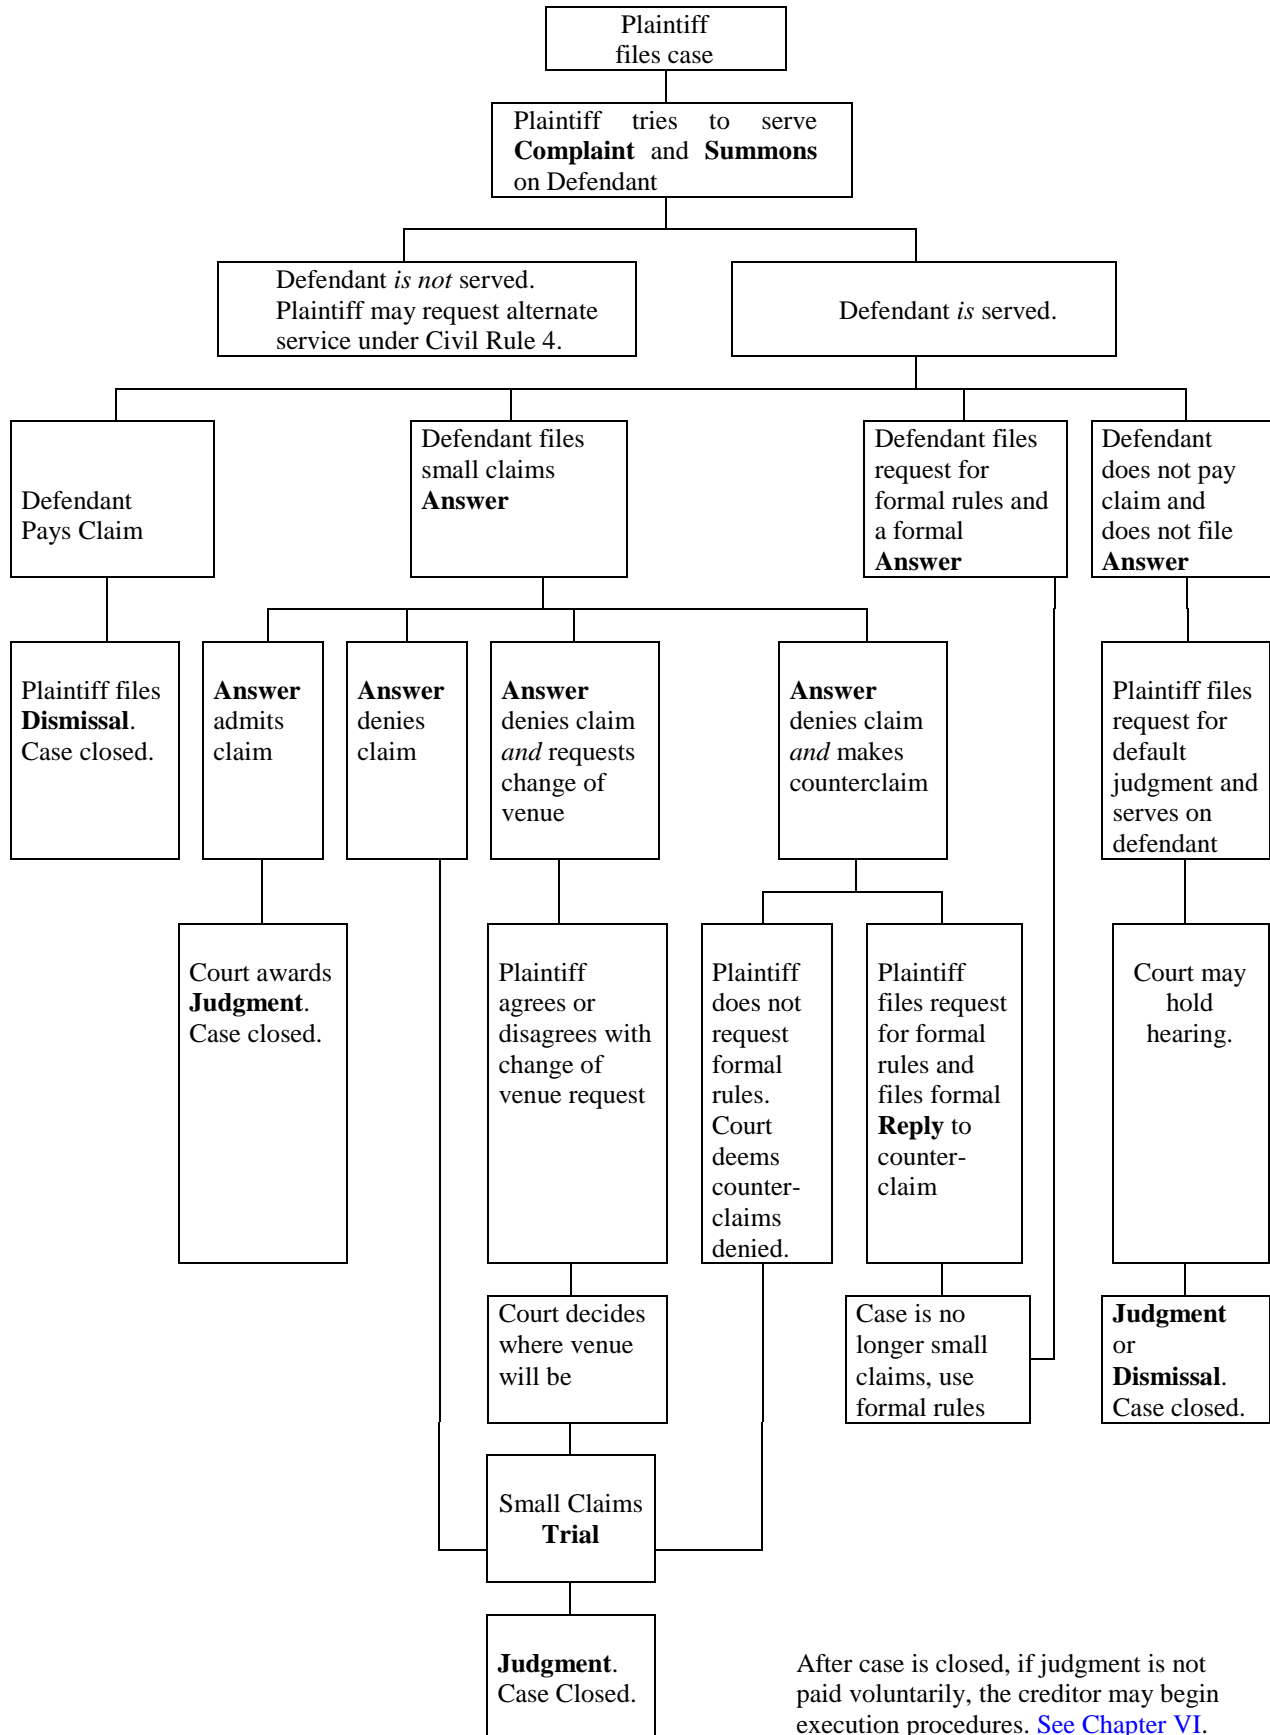 Plaintiff
files case
Plaintiff tries to serve
Complaint and Summons
on Defendant
Defendant is not served.
Plaintiff may request alternate
service under Civil Rule 4.
Defendant is served.
Defendant
Pays Claim
Defendant files
small claims
Answer
Defendant files
request for
formal rules and
a formal
Answer
Defendant
does not pay
claim and
does not file
Answer
Plaintiff files
Dismissal.
Case closed.
Answer
admits
claim
Answer
denies
claim
Answer
denies claim
and requests
change of
venue
Answer
denies claim
and makes
counterclaim
Plaintiff files
request for
default
judgment and
serves on
defendant
Court awards
Judgment.
Case closed.
Plaintiff
agrees or
disagrees with
change of
venue request
Plaintiff
does not
request
formal
rules.
Court
deems
counter-
claims
denied.
Plaintiff
files request
for formal
rules and
files formal
Reply to
counter-
claim
Court may
hold
hearing.
Court decides
where venue
will be
Case is no
longer small
claims, use
formal rules
Judgment
or
Dismissal.
Case closed.
Small Claims
Trial
Judgment.
Case Closed.
After case is closed, if judgment is not
paid voluntarily, the creditor may begin
execution procedures. See Chapter VI.